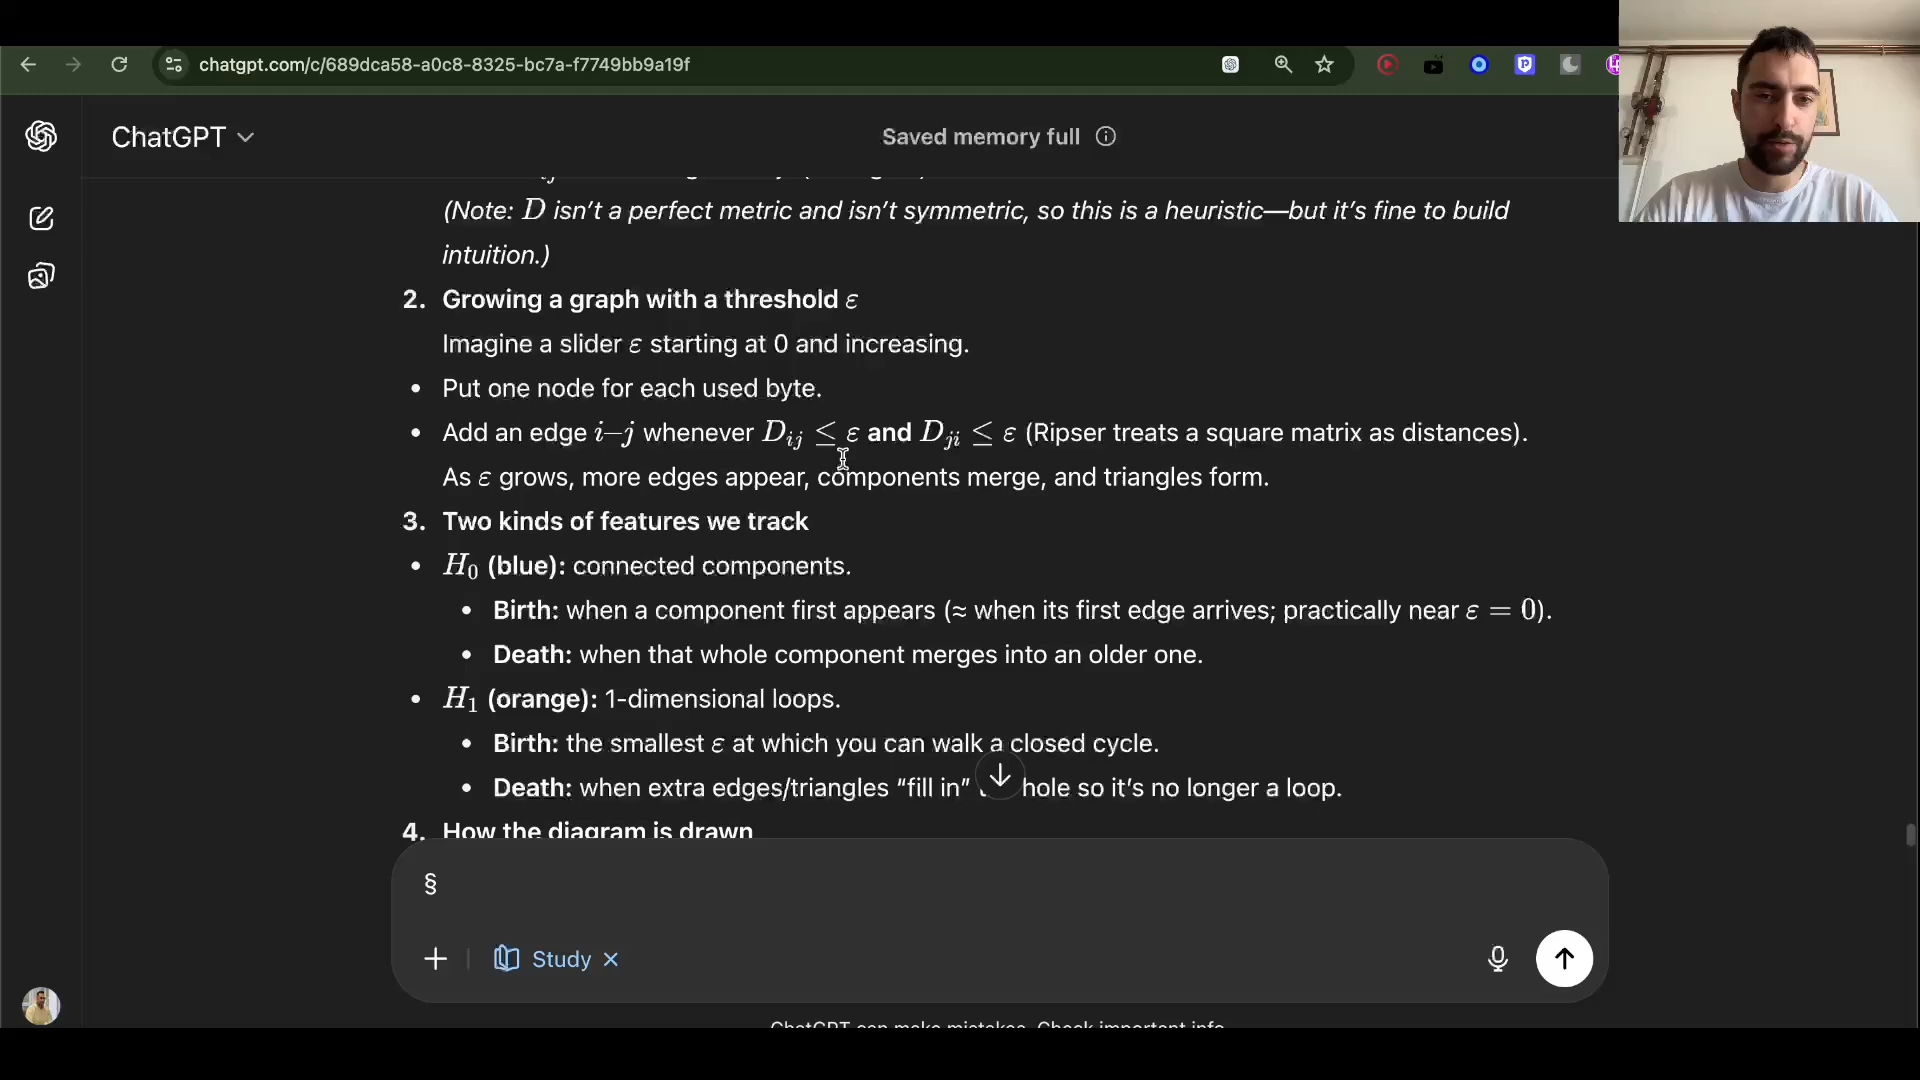 chatgpt.com/c/689dca58-a0c8-8325-bc7a-f7749bb9a19f
ChatGPT
Saved memory full
(Note: D isn’t a perfect metric and isn’t symmetric, so this is a heuristic—but it’s fine to build
intuition.)
2. Growing a graph with a threshold ε
Imagine a slider ε starting at 0 and increasing.
• Put one node for each used byte.
• Add an edge i–j whenever Dij ≤ ε and Dji ≤ ε (Ripser treats a square matrix as distances).
As ε grows, more edges appear, components merge, and triangles form.
3. Two kinds of features we track
• H0 (blue): connected components.
• Birth: when a component first appears (≈ when its first edge arrives; practically near ε = 0).
• Death: when that whole component merges into an older one.
• H1 (orange): 1-dimensional loops.
• Birth: the smallest ε at which you can walk a closed cycle.
• Death: when extra edges/triangles “fill in” hole so it’s no longer a loop.
4. How the diagram is drawn
§
Study
ChatGPT can make mistakes. Check important info.